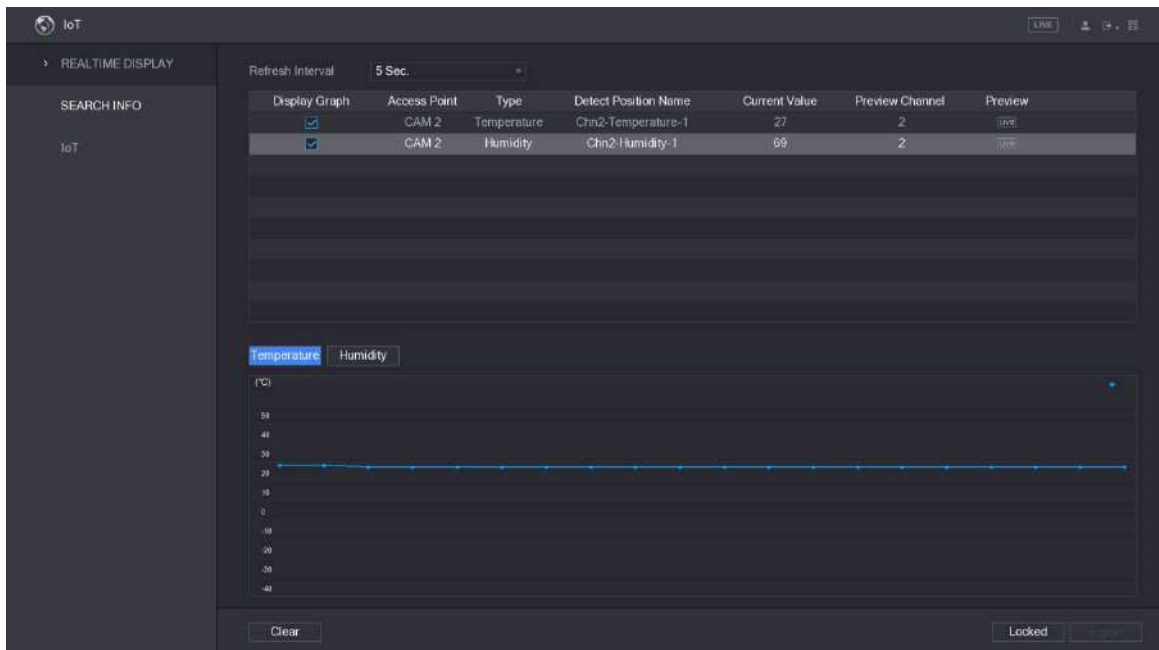 IoT LIVE
REALTIME DISPLAY
SEARCH INFO
IoT
Refresh Interval 5 Sec.
Display Graph Access Point Type Detect Position Name Current Value Preview Channel Preview
CAM 2 Temperature Chn2-Temperature-1 27 2 LIVE
CAM 2 Humidity Chn2-Humidity-1 69 2 LIVE
Temperature Humidity
(℃)
50
40
30
20
10
0
-10
-20
-30
-40
Clear Locked